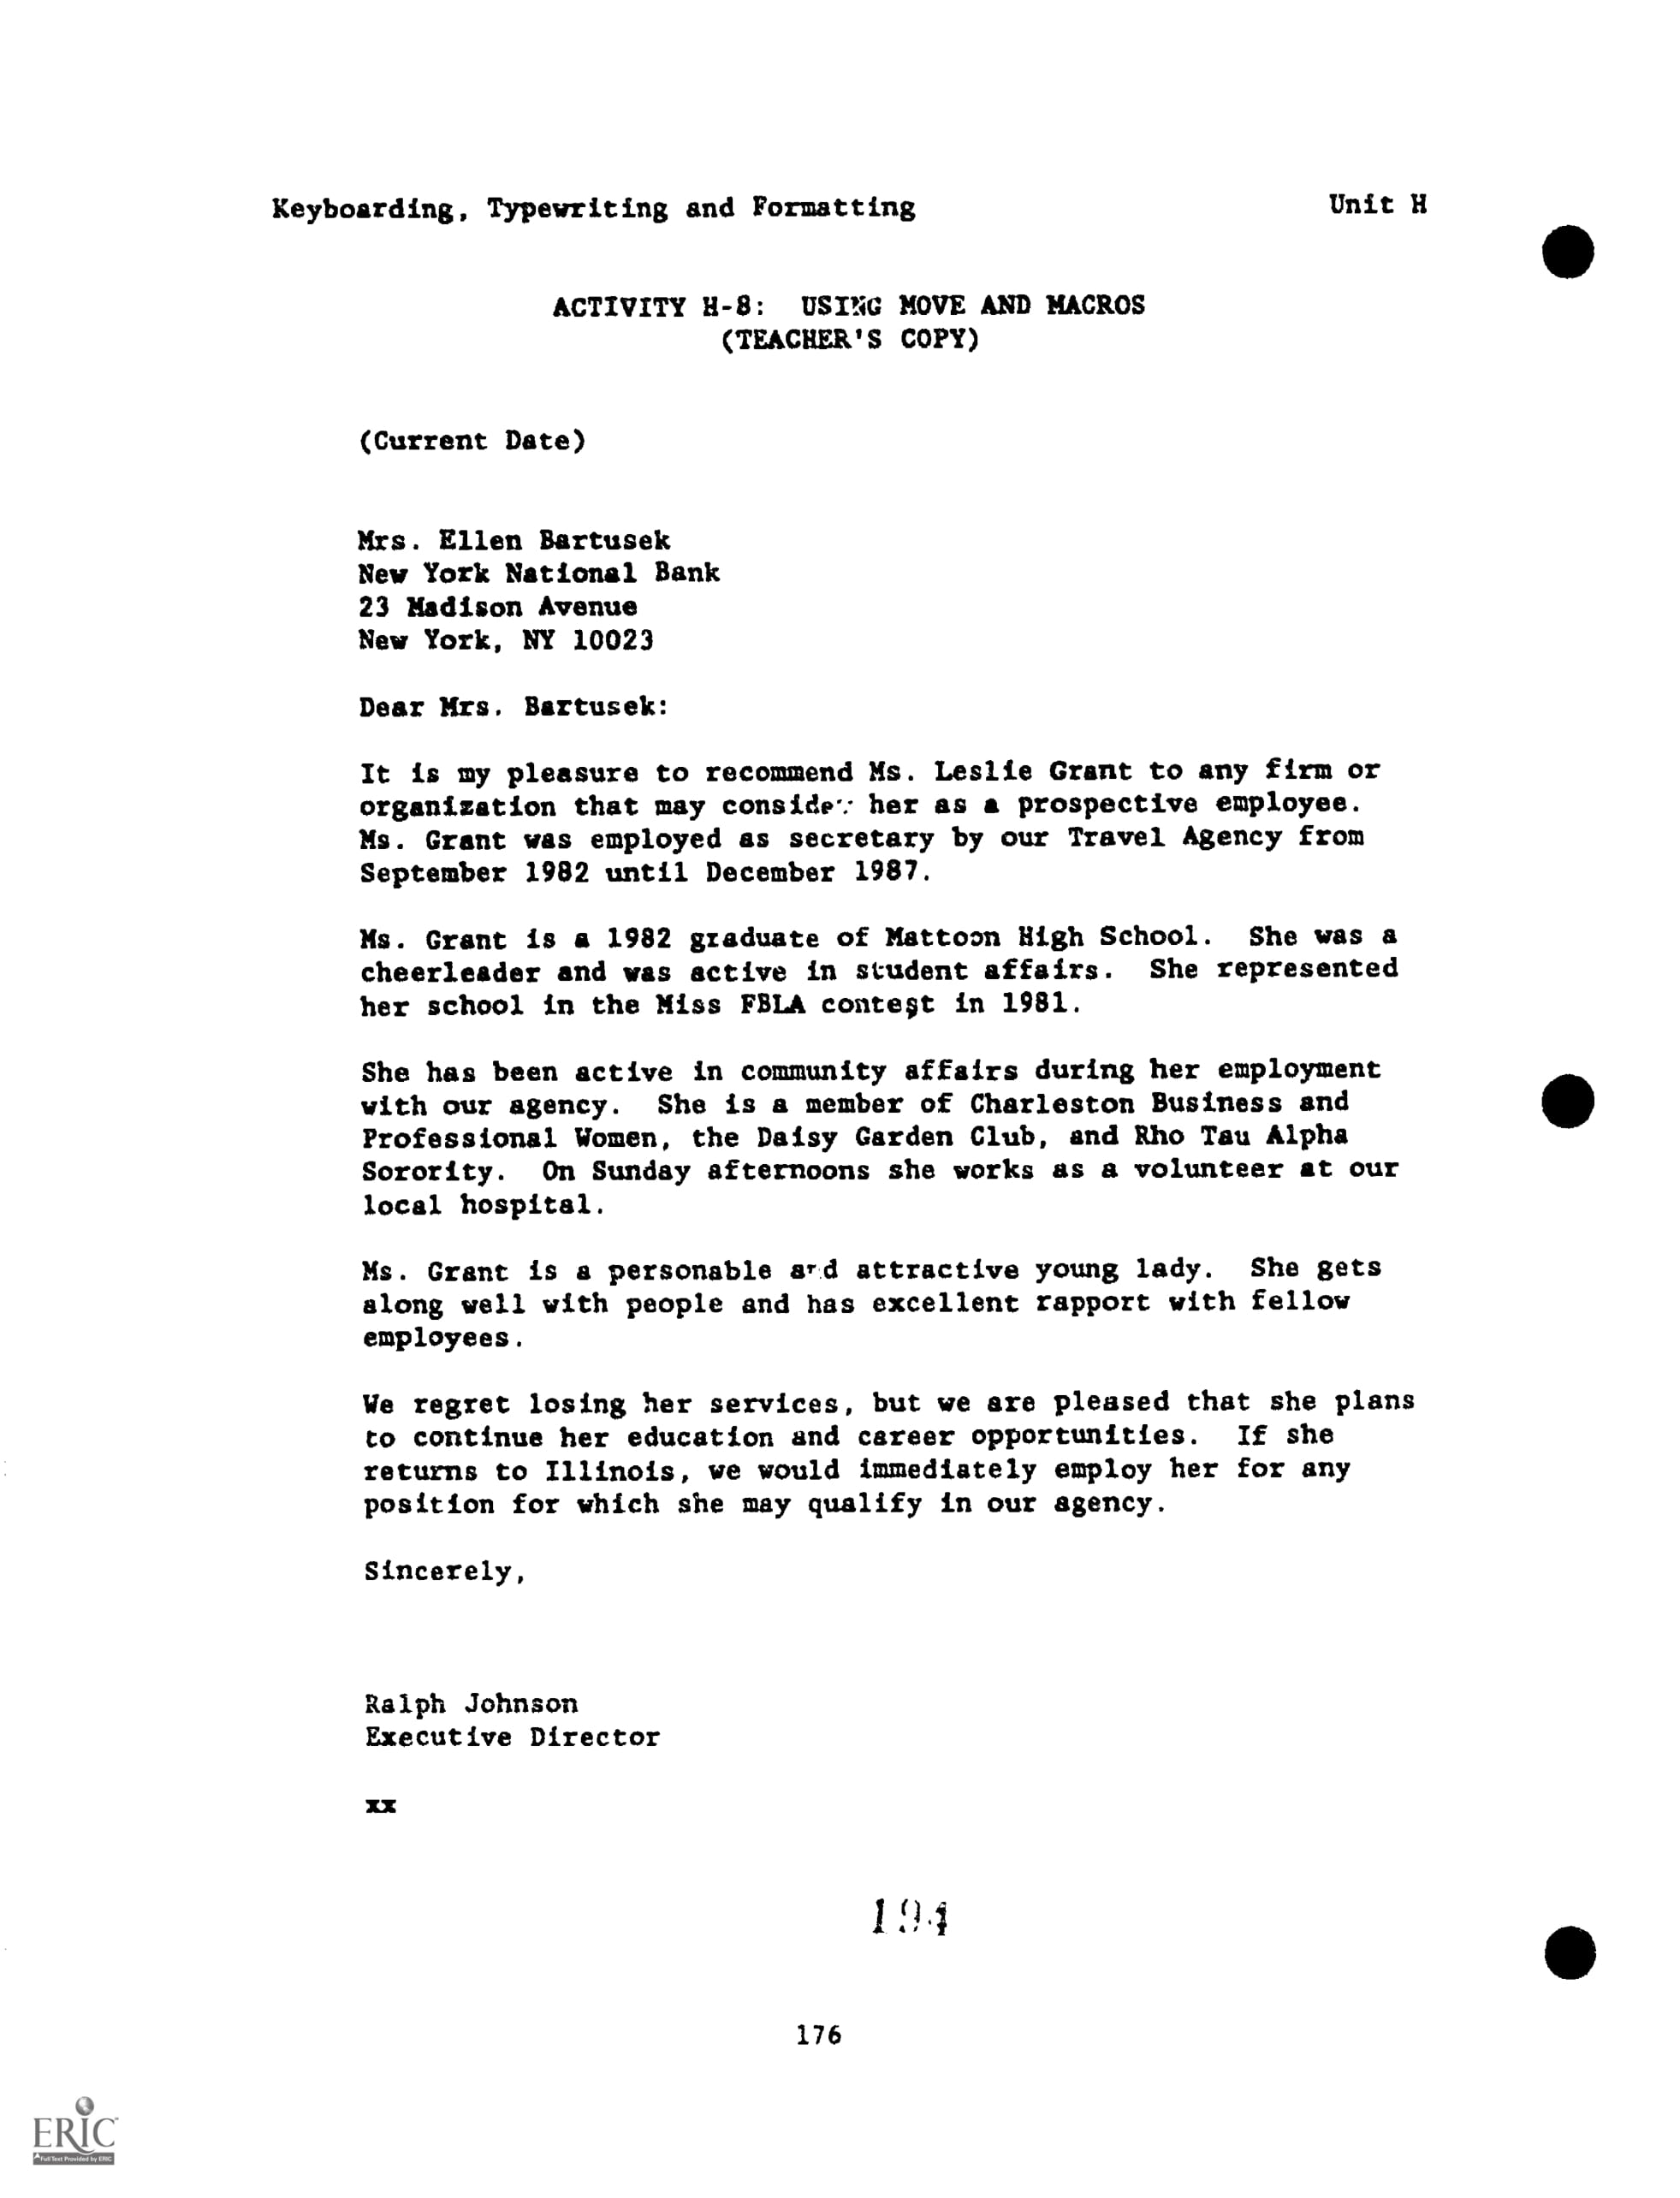 Keyboarding, Typewriting and Formatting Unit H
ACTIVITY H-8: USING MOVE AND MACROS
(TEACHER'S COPY)
(Current Date)
Mrs. Ellen Bartusek
New York National Bank
23 Madison Avenue
New York, NY 10023
Dear Mrs. Bartusek:
It is my pleasure to recommend Ms. Leslie Grant to any firm or
organization that may consider her as a prospective employee.
Ms. Grant was employed as secretary by our Travel Agency from
September 1982 until December 1987.
Ms. Grant is a 1982 graduate of Mattoon High School. She was a
cheerleader and was active in student affairs. She represented
her school in the Miss FBLA contest in 1981.
She has been active in community affairs during her employment
with our agency. She is a member of Charleston Business and
Professional Women, the Daisy Garden Club, and Rho Tau Alpha
Sorority. On Sunday afternoons she works as a volunteer at our
local hospital.
Ms. Grant is a personable and attractive young lady. She gets
along well with people and has excellent rapport with fellow
employees.
We regret losing her services, but we are pleased that she plans
to continue her education and career opportunities. If she
returns to Illinois, we would immediately employ her for any
position for which she may qualify in our agency.
Sincerely,
Ralph Johnson
Executive Director
xx
194
176
ERIC
Full Text Provided by ERIC